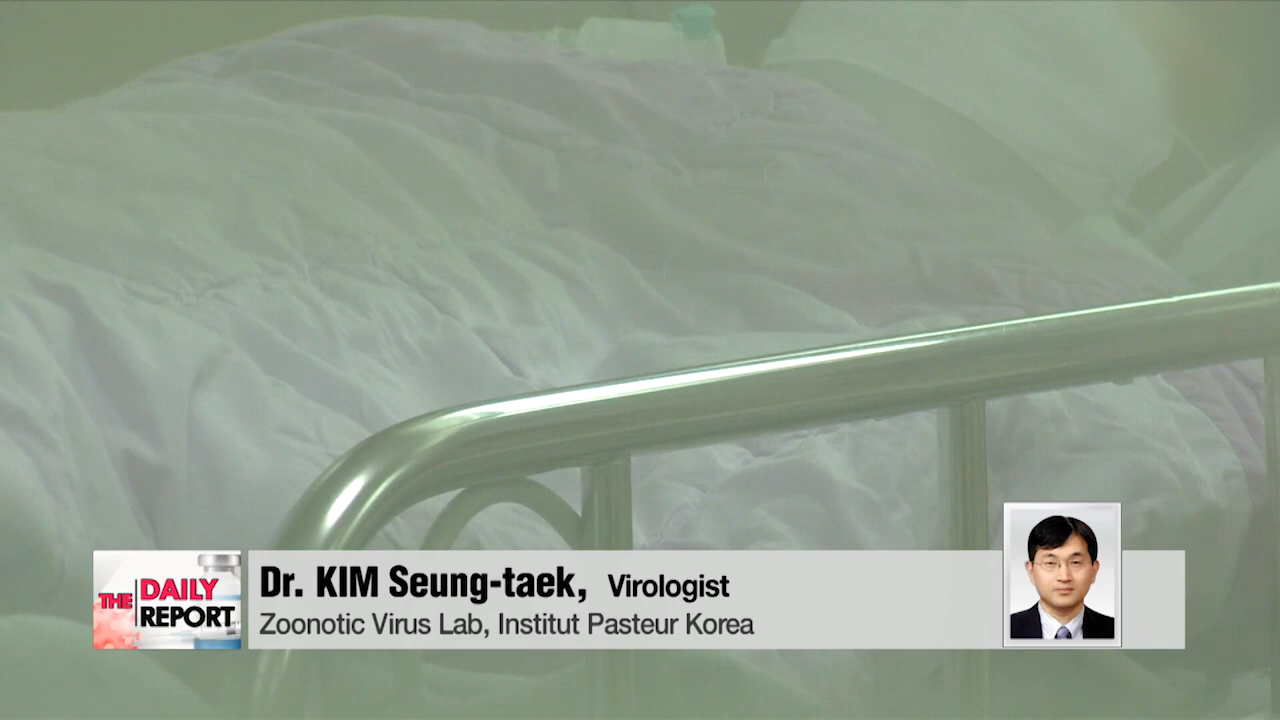 THE DAILY REPORT
Dr. KIM Seung-taek, Virologist
Zoonotic Virus Lab, Institut Pasteur Korea